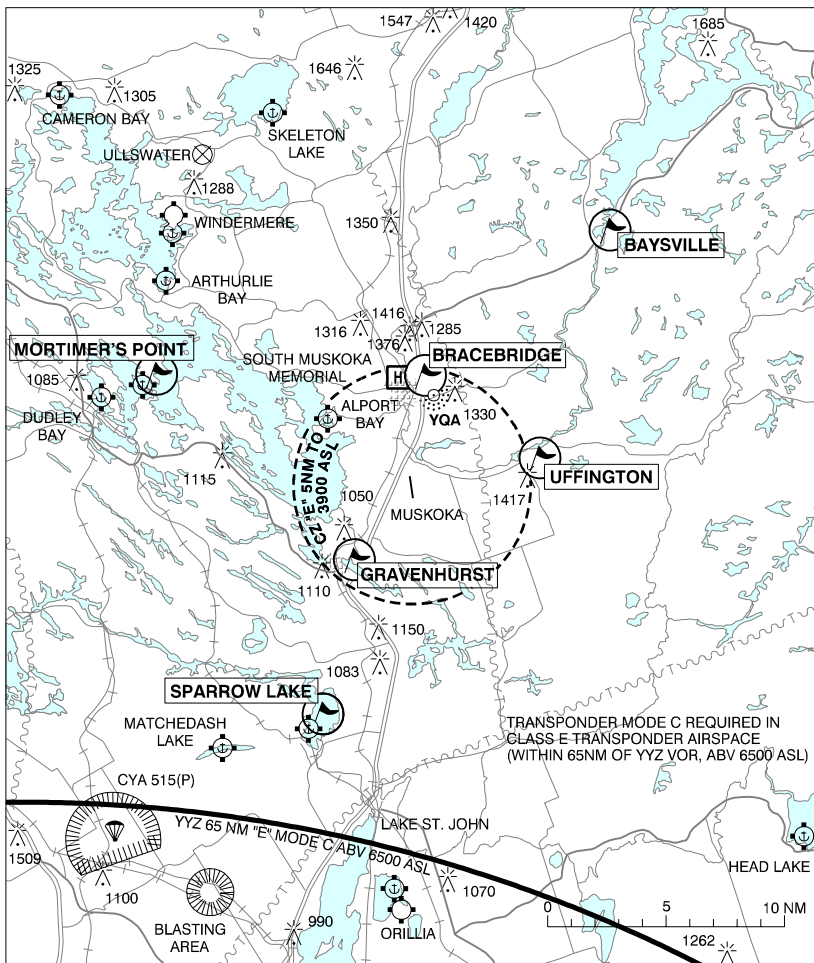 1547
1420
1685
1325
1305
1646
CAMERON BAY
SKELETON
LAKE
ULLSWATER
1288
WINDERMERE
1350
BAYSVILLE
ARTHURLIE
BAY
1416
1316
1376
1285
MORTIMER'S POINT
SOUTH MUSKOKA
MEMORIAL
BRACEBRIDGE
H
1085
1330
DUDLEY
BAY
ALPORT
BAY
YQA
CZ "E" 5NM TO
3900 ASL
1115
UFFINGTON
1417
1050
MUSKOKA
GRAVENHURST
1110
1150
1083
SPARROW LAKE
MATCHEDASH
LAKE
TRANSPONDER MODE C REQUIRED IN
CLASS E TRANSPONDER AIRSPACE
(WITHIN 65NM OF YYZ VOR, ABV 6500 ASL)
CYA 515(P)
YYZ 65 NM "E" MODE C ABV 6500 ASL
LAKE ST. JOHN
1509
HEAD LAKE
1100
1070
BLASTING
AREA
990
ORILLIA
0 5 10 NM
1262